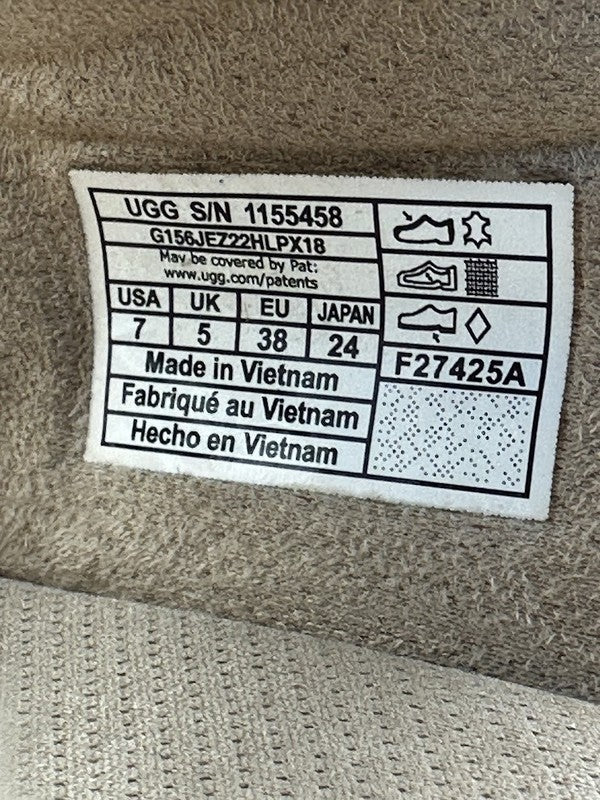 UGG S/N 1155458
G156JEZ22HLPX18
May be covered by Pat:
www.ugg.com/patents
USA UK EU JAPAN
7 5 38 24
Made in Vietnam
Fabriqué au Vietnam
Hecho en Vietnam
F27425A